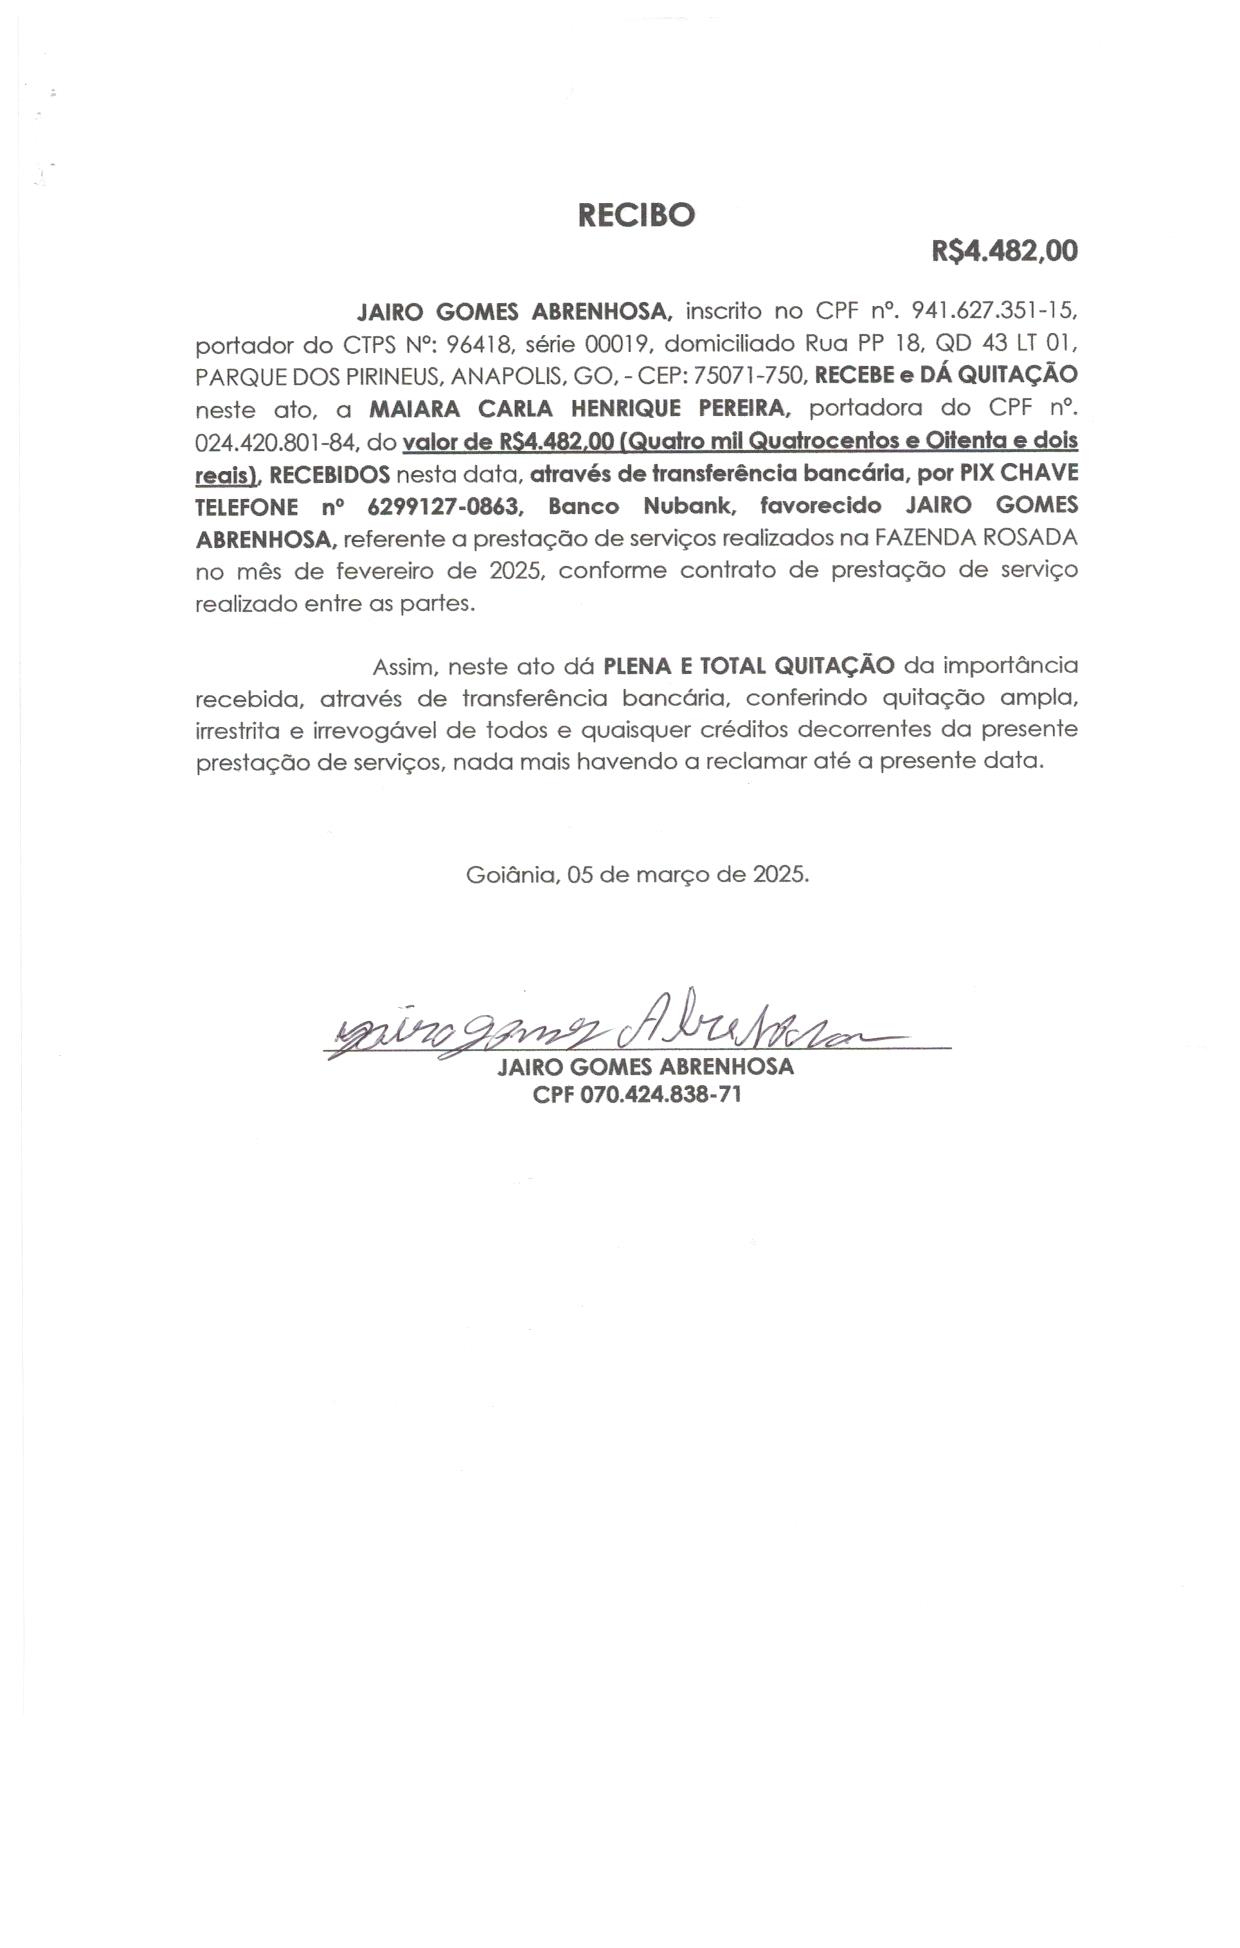 RECIBO
R$4.482,00
JAIRO GOMES ABRENHOSA, inscrito no CPF nº. 941.627.351-15,
portador do CTPS Nº: 96418, série 00019, domiciliado Rua PP 18, QD 43 LT 01,
PARQUE DOS PIRINEUS, ANAPOLIS, GO, - CEP: 75071-750, RECEBE e DÁ QUITAÇÃO
neste ato, a MAIARA CARLA HENRIQUE PEREIRA, portadora do CPF nº.
024.420.801-84, do valor de R$4.482,00 (Quatro mil Quatrocentos e Oitenta e dois
reais), RECEBIDOS nesta data, através de transferência bancária, por PIX CHAVE
TELEFONE nº 6299127-0863, Banco Nubank, favorecido JAIRO GOMES
ABRENHOSA, referente a prestação de serviços realizados na FAZENDA ROSADA
no mês de fevereiro de 2025, conforme contrato de prestação de serviço
realizado entre as partes.
Assim, neste ato dá PLENA E TOTAL QUITAÇÃO da importância
recebida, através de transferência bancária, conferindo quitação ampla,
irrestrita e irrevogável de todos e quaisquer créditos decorrentes da presente
prestação de serviços, nada mais havendo a reclamar até a presente data.
Goiânia, 05 de março de 2025.
JAIRO GOMES ABRENHOSA
CPF 070.424.838-71